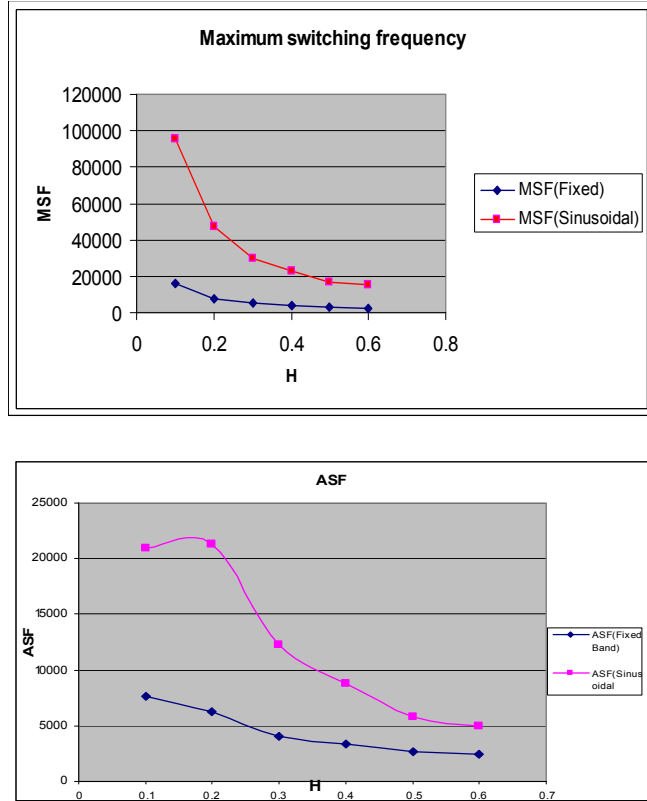 Maximum switching frequency
120000
100000
80000
60000
40000
20000
0
MSF
0 0.2 0.4 0.6 0.8
H
MSF(Fixed)
MSF(Sinusoidal)
ASF
25000
20000
15000
10000
5000
0
ASF
0 0.1 0.2 0.3 0.4 0.5 0.6 0.7
H
ASF(Fixed
Band)
ASF(Sinus
oidal